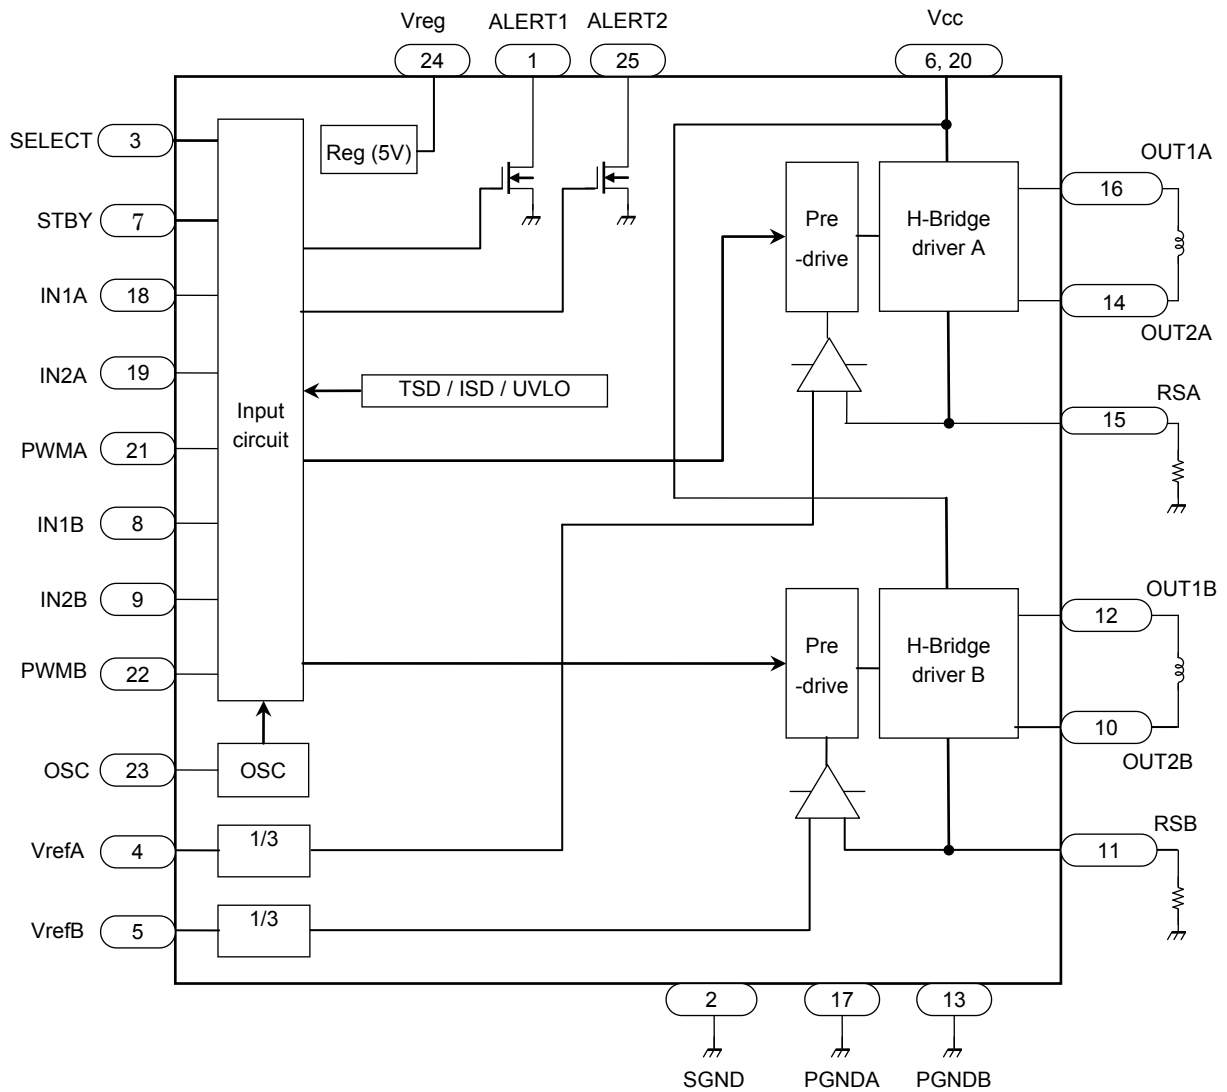 Vreg
ALERT1
ALERT2
Vcc
24
1
25
6, 20
SELECT
3
Reg (5V)
OUT1A
16
STBY
7
Pre
-drive
H-Bridge
driver A
IN1A
18
14
OUT2A
IN2A
19
TSD / ISD / UVLO
RSA
15
Input
circuit
PWMA
21
IN1B
8
IN2B
9
OUT1B
12
PWMB
22
Pre
-drive
H-Bridge
driver B
10
OUT2B
OSC
23
OSC
VrefA
4
1/3
RSB
11
VrefB
5
1/3
2
17
13
SGND
PGNDA
PGNDB